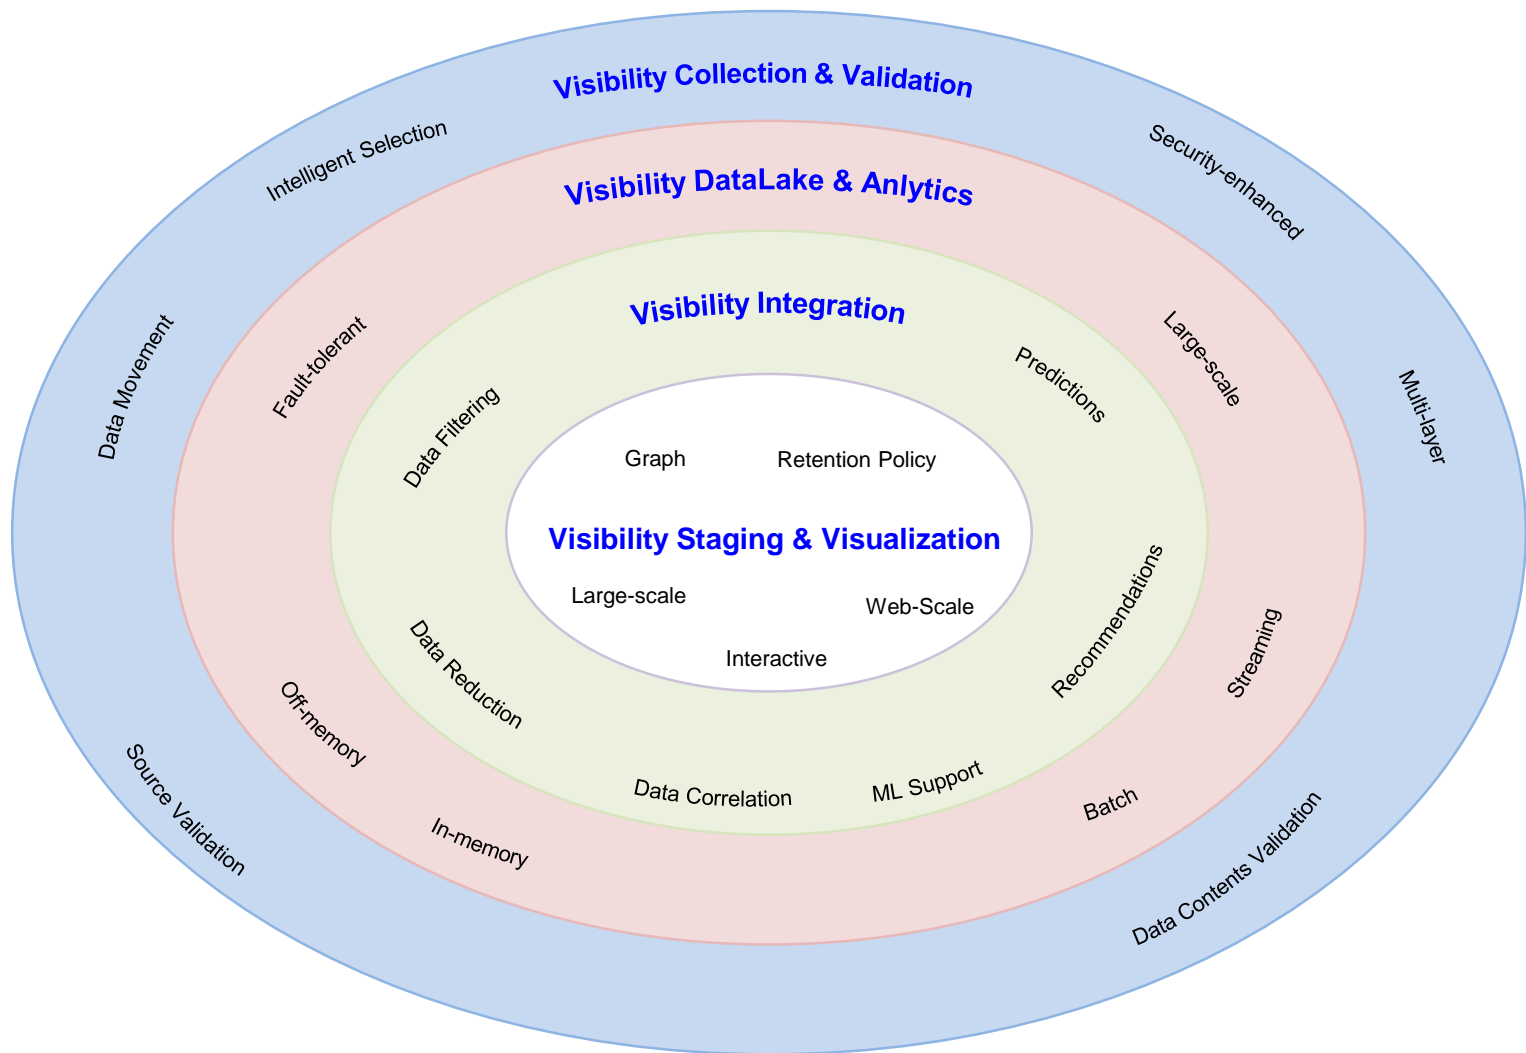 Visibility Collection & Validation
Intelligent Selection
Security-enhanced
Data Movement
Multi-layer
Source Validation
Data Contents Validation
Visibility DataLake & Anlytics
Fault-tolerant
Large-scale
Off-memory
Streaming
In-memory
Batch
Visibility Integration
Data Filtering
Predictions
Data Reduction
Recommendations
Data Correlation
ML Support
Graph
Retention Policy
Visibility Staging & Visualization
Large-scale
Web-Scale
Interactive